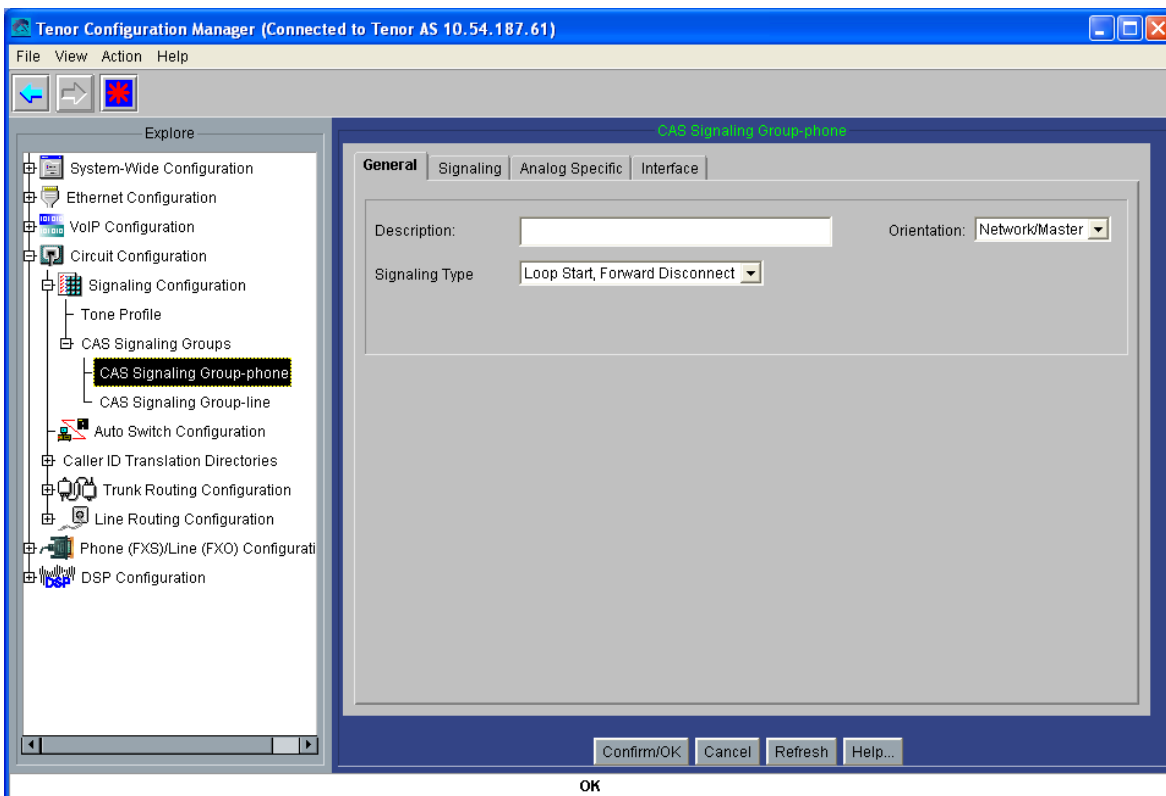 Tenor Configuration Manager (Connected to Tenor AS 10.54.187.61)
File View Action Help
Explore
System-Wide Configuration
Ethernet Configuration
VoIP Configuration
Circuit Configuration
Signaling Configuration
Tone Profile
CAS Signaling Groups
CAS Signaling Group-phone
CAS Signaling Group-line
Auto Switch Configuration
Caller ID Translation Directories
Trunk Routing Configuration
Line Routing Configuration
Phone (FXS)/Line (FXO) Configurati
DSP DSP Configuration
CAS Signaling Group-phone
General Signaling Analog Specific Interface
Description: Orientation: Network/Master
Signaling Type Loop Start, Forward Disconnect
Confirm/OK Cancel Refresh Help...
OK